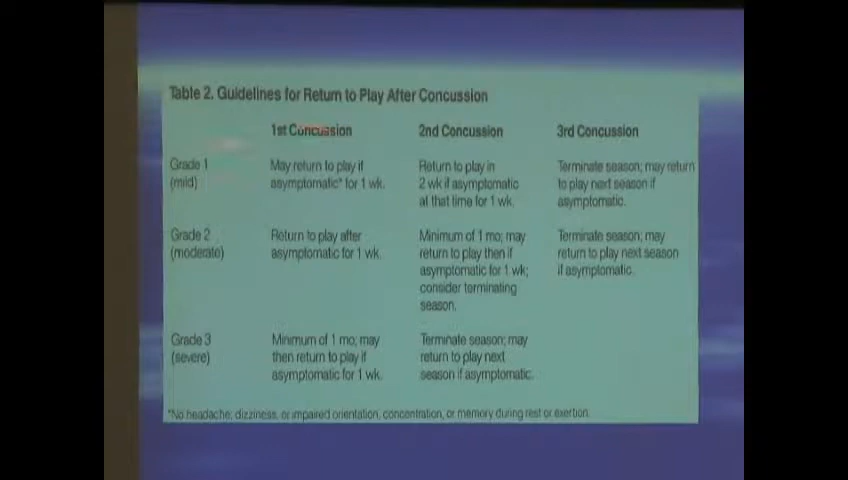 Table 2. Guidelines for Return to Play After Concussion
1st Concussion 2nd Concussion 3rd Concussion
Grade 1
(mild)
May return to play if
asymptomatic* for 1 wk.
Return to play in
2 wk if asymptomatic
at that time for 1 wk.
Terminate season; may return
to play next season if
asymptomatic.
Grade 2
(moderate)
Return to play after
asymptomatic for 1 wk.
Minimum of 1 mo; may
return to play then if
asymptomatic for 1 wk;
consider terminating
season.
Terminate season; may
return to play next season
if asymptomatic.
Grade 3
(severe)
Minimum of 1 mo; may
then return to play if
asymptomatic for 1 wk.
Terminate season; may
return to play next
season if asymptomatic.
*No headache, dizziness, or impaired orientation, concentration, or memory during rest or exertion.